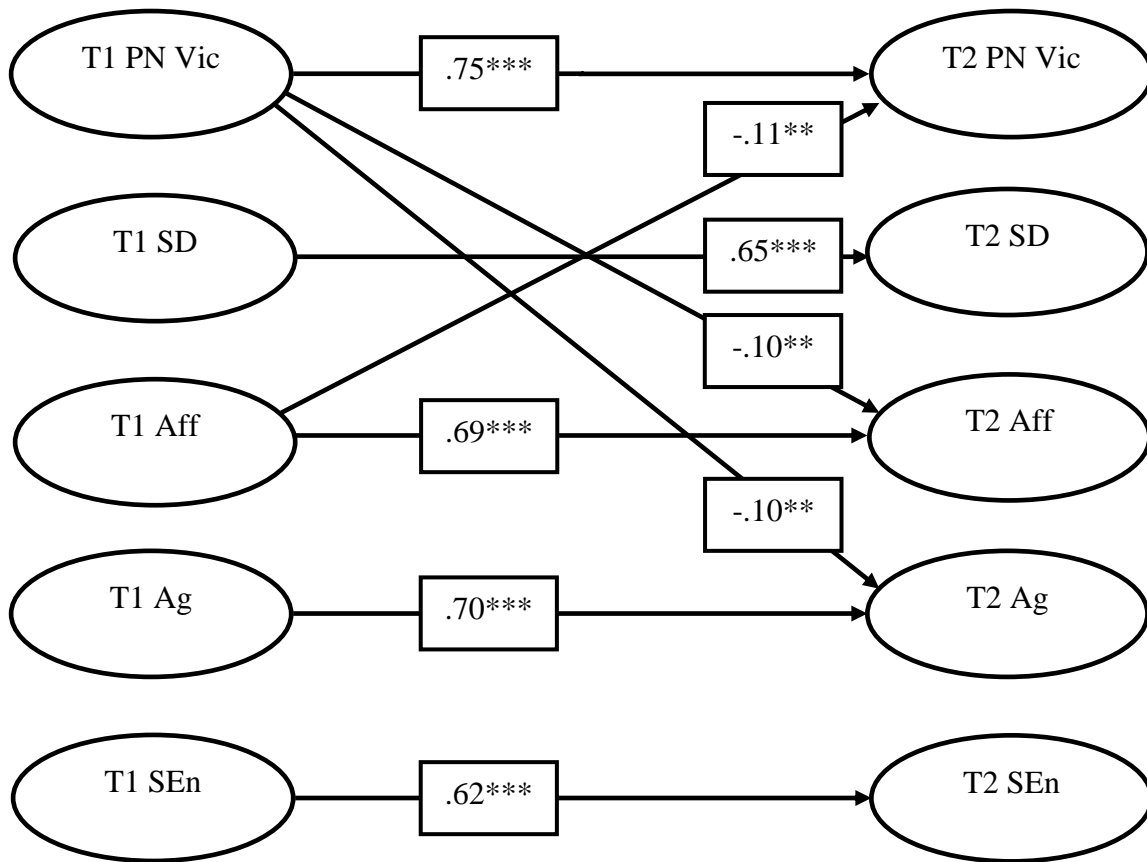 T1 PN Vic
.75***
T2 PN Vic
-.11**
T1 SD
.65***
T2 SD
-.10**
T1 Aff
.69***
T2 Aff
-.10**
T1 Ag
.70***
T2 Ag
T1 SEn
.62***
T2 SEn